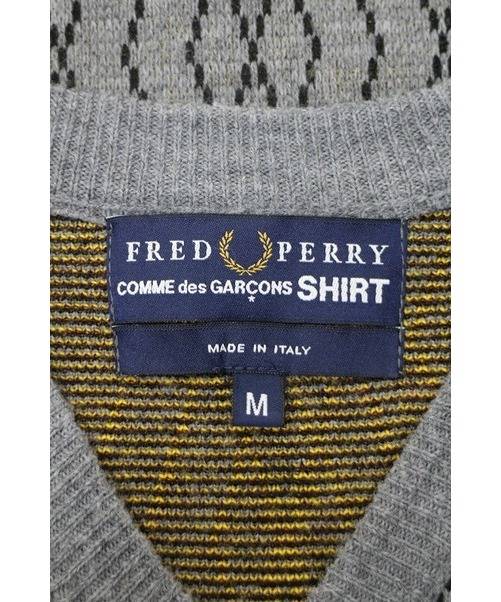 FRED PERRY
COMME des GARÇONS SHIRT
*
MADE IN ITALY
M